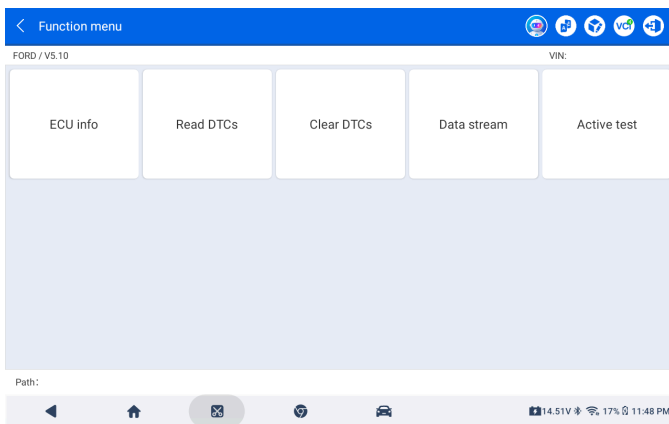 Function menu
VCI
FORD / V5.10 VIN:
ECU info Read DTCs Clear DTCs Data stream Active test
Path:
14.51V 17% 11:48 PM